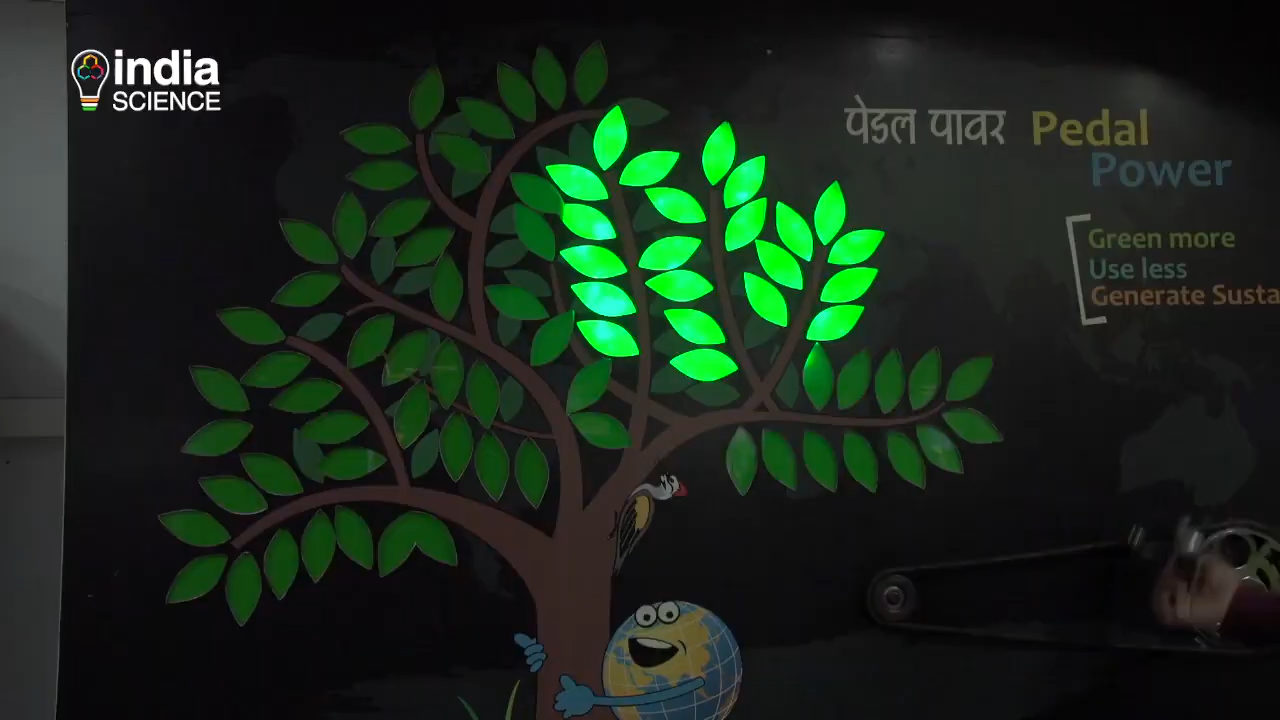 india
SCIENCE
पेडल पावर Pedal
Power
Green more
Use less
Generate Susta